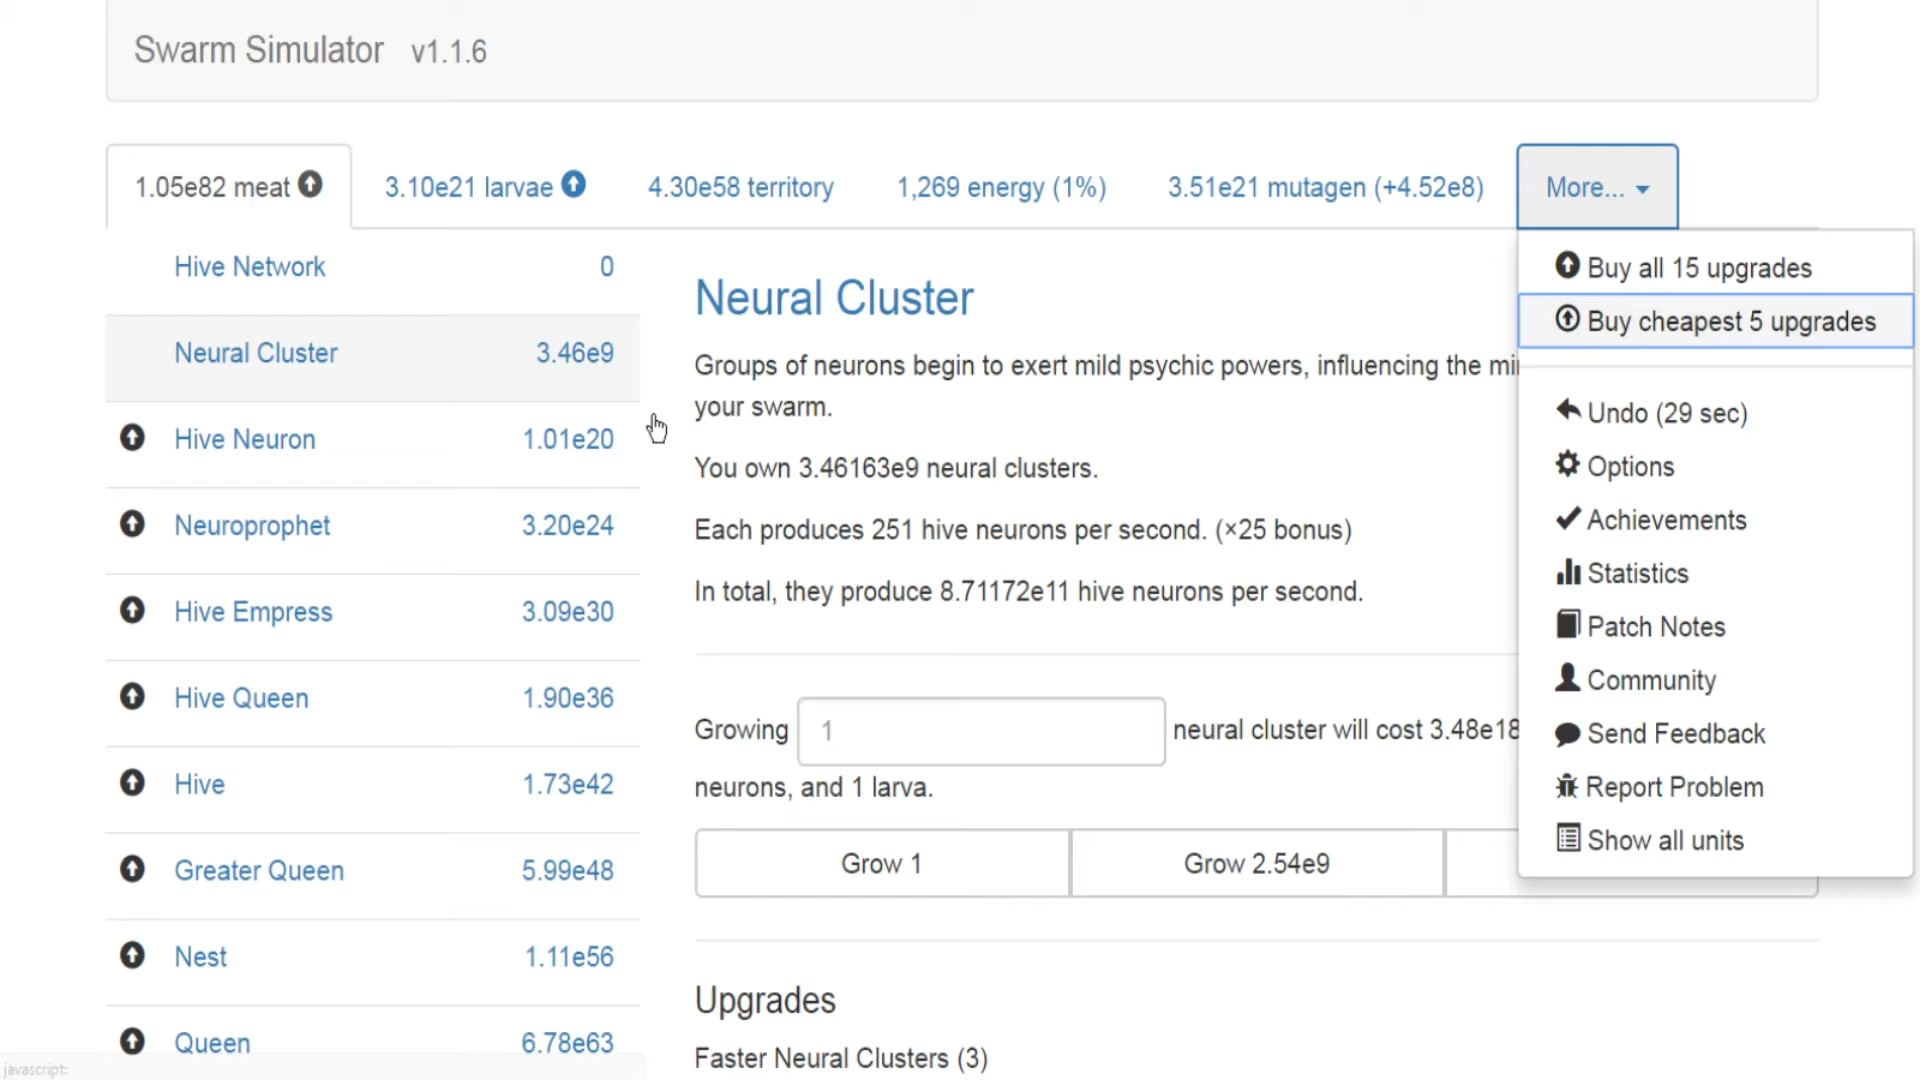 Swarm Simulator v1.1.6
1.05e82 meat
3.10e21 larvae
4.30e58 territory
1,269 energy (1%)
3.51e21 mutagen (+4.52e8)
More...
Buy all 15 upgrades
Buy cheapest 5 upgrades
Undo (29 sec)
Options
Achievements
Statistics
Patch Notes
Community
Send Feedback
Report Problem
Show all units
Hive Network 0
Neural Cluster 3.46e9
Hive Neuron 1.01e20
Neuroprophet 3.20e24
Hive Empress 3.09e30
Hive Queen 1.90e36
Hive 1.73e42
Greater Queen 5.99e48
Nest 1.11e56
Queen 6.78e63
Neural Cluster
Groups of neurons begin to exert mild psychic powers, influencing the
your swarm.
You own 3.46163e9 neural clusters.
Each produces 251 hive neurons per second. (×25 bonus)
In total, they produce 8.71172e11 hive neurons per second.
Growing 1 neural cluster will cost 3.48e18
neurons, and 1 larva.
Grow 1
Grow 2.54e9
Upgrades
Faster Neural Clusters (3)
javascript: